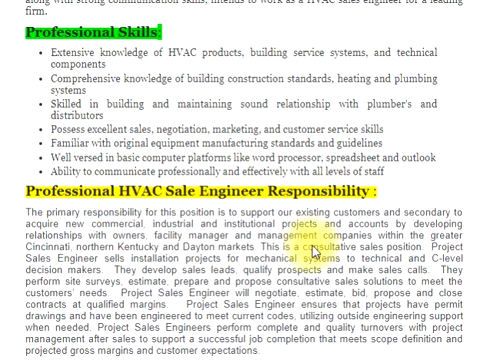 along with strong communication skills, intends to work as a HVAC sales engineer for a leading
firm.
Professional Skills:
• Extensive knowledge of HVAC products, building service systems, and technical
components
• Comprehensive knowledge of building construction standards, heating and plumbing
systems
• Skilled in building and maintaining sound relationship with plumber's and
distributors
• Possess excellent sales, negotiation, marketing, and customer service skills
• Familiar with original equipment manufacturing standards and guidelines
• Well versed in basic computer platforms like word processor, spreadsheet and outlook
• Ability to communicate professionally and effectively with all levels of staff
Professional HVAC Sale Engineer Responsibility :
The primary responsibility for this position is to support our existing customers and secondary to
acquire new commercial, industrial and institutional projects and accounts by developing
relationships with owners, facility manager and management companies within the greater
Cincinnati, northern Kentucky and Dayton markets. This is a consultative sales position. Project
Sales Engineer sells installation projects for mechanical systems to technical and C-level
decision makers. They develop sales leads, qualify prospects and make sales calls. They
perform site surveys, estimate, prepare and propose consultative sales solutions to meet the
customers' needs. Project Sales Engineer will negotiate, estimate, bid, propose and close
contracts at qualified margins. Project Sales Engineer ensures that projects have permit
drawings and have been engineered to meet current codes, utilizing outside engineering support
when needed. Project Sales Engineers perform complete and quality turnovers with project
management after sales to support a successful job completion that meets scope definition and
projected gross margins and customer expectations.